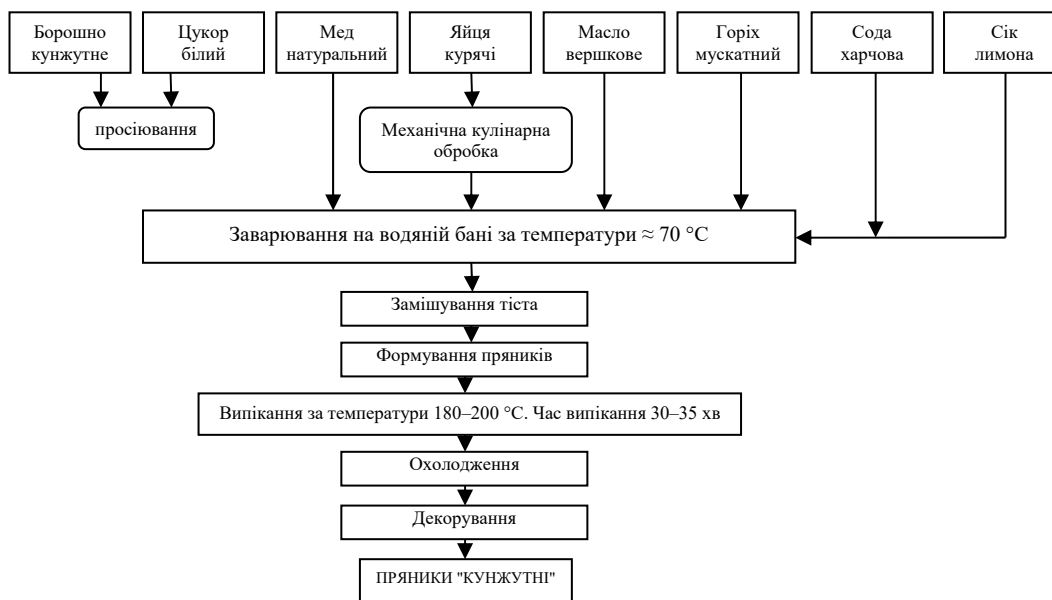 Борошно
кунжутне
Цукор
білий
Мед
натуральний
Яйця
курячі
Масло
вершкове
Горіх
мускатний
Сода
харчова
Сік
лимона
просіювання
Механічна кулінарна
обробка
Заварювання на водяній бані за температури ≈ 70 °С
Замішування тіста
Формування пряників
Випікання за температури 180–200 °С. Час випікання 30–35 хв
Охолодження
Декорування
ПРЯНИКИ "КУНЖУТНІ"